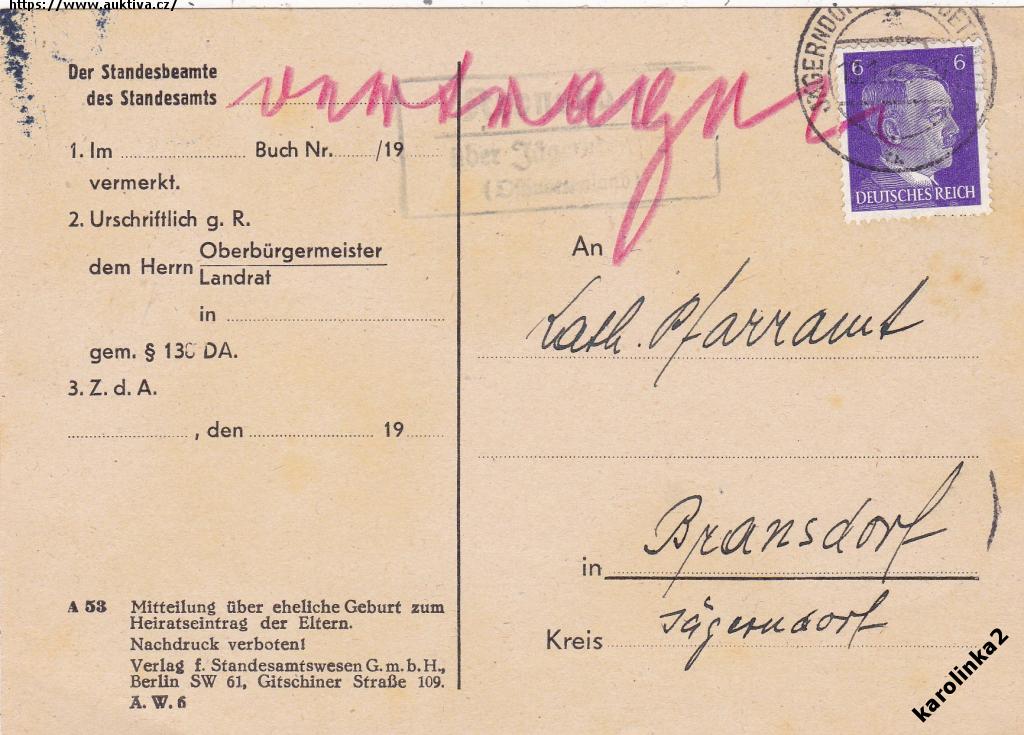 https://www.auktiva.cz/
Der Standesbeamte
des Standesamts
1. Im Buch Nr. /19
vermerkt.
2. Urschriftlich g. R.
dem Herrn Oberbürgermeister
Landrat
in
gem. § 136 DA.
3. Z. d. A.
, den 19
A 53 Mitteilung über eheliche Geburt zum
Heiratseintrag der Eltern.
Nachdruck verboten!
Verlag f. Standesamtswesen G.m.b.H.,
Berlin SW 61, Gitschiner Straße 109.
A. W. 6
über
6 6
DEUTSCHES REICH
An
Kath. Pfarramt
in Bransdorf
Kreis Jägerndorf
karolinka2